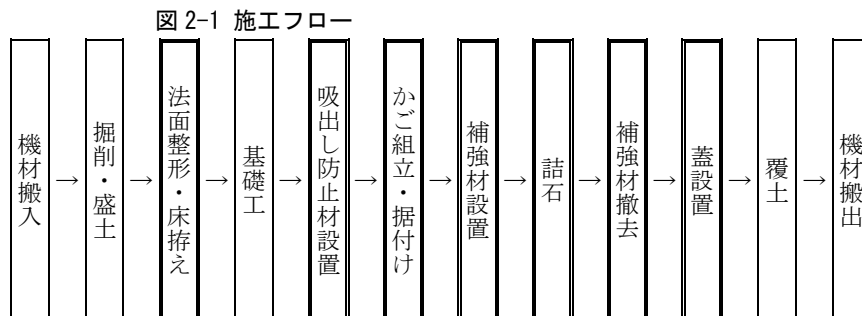 図 2-1 施工フロー
機材搬入
→
掘削・盛土
→
法面整形・床拵え
→
基礎工
→
吸出し防止材設置
→
かご組立・据付け
→
補強材設置
→
詰石
→
補強材撤去
→
蓋設置
→
覆土
→
機材搬出